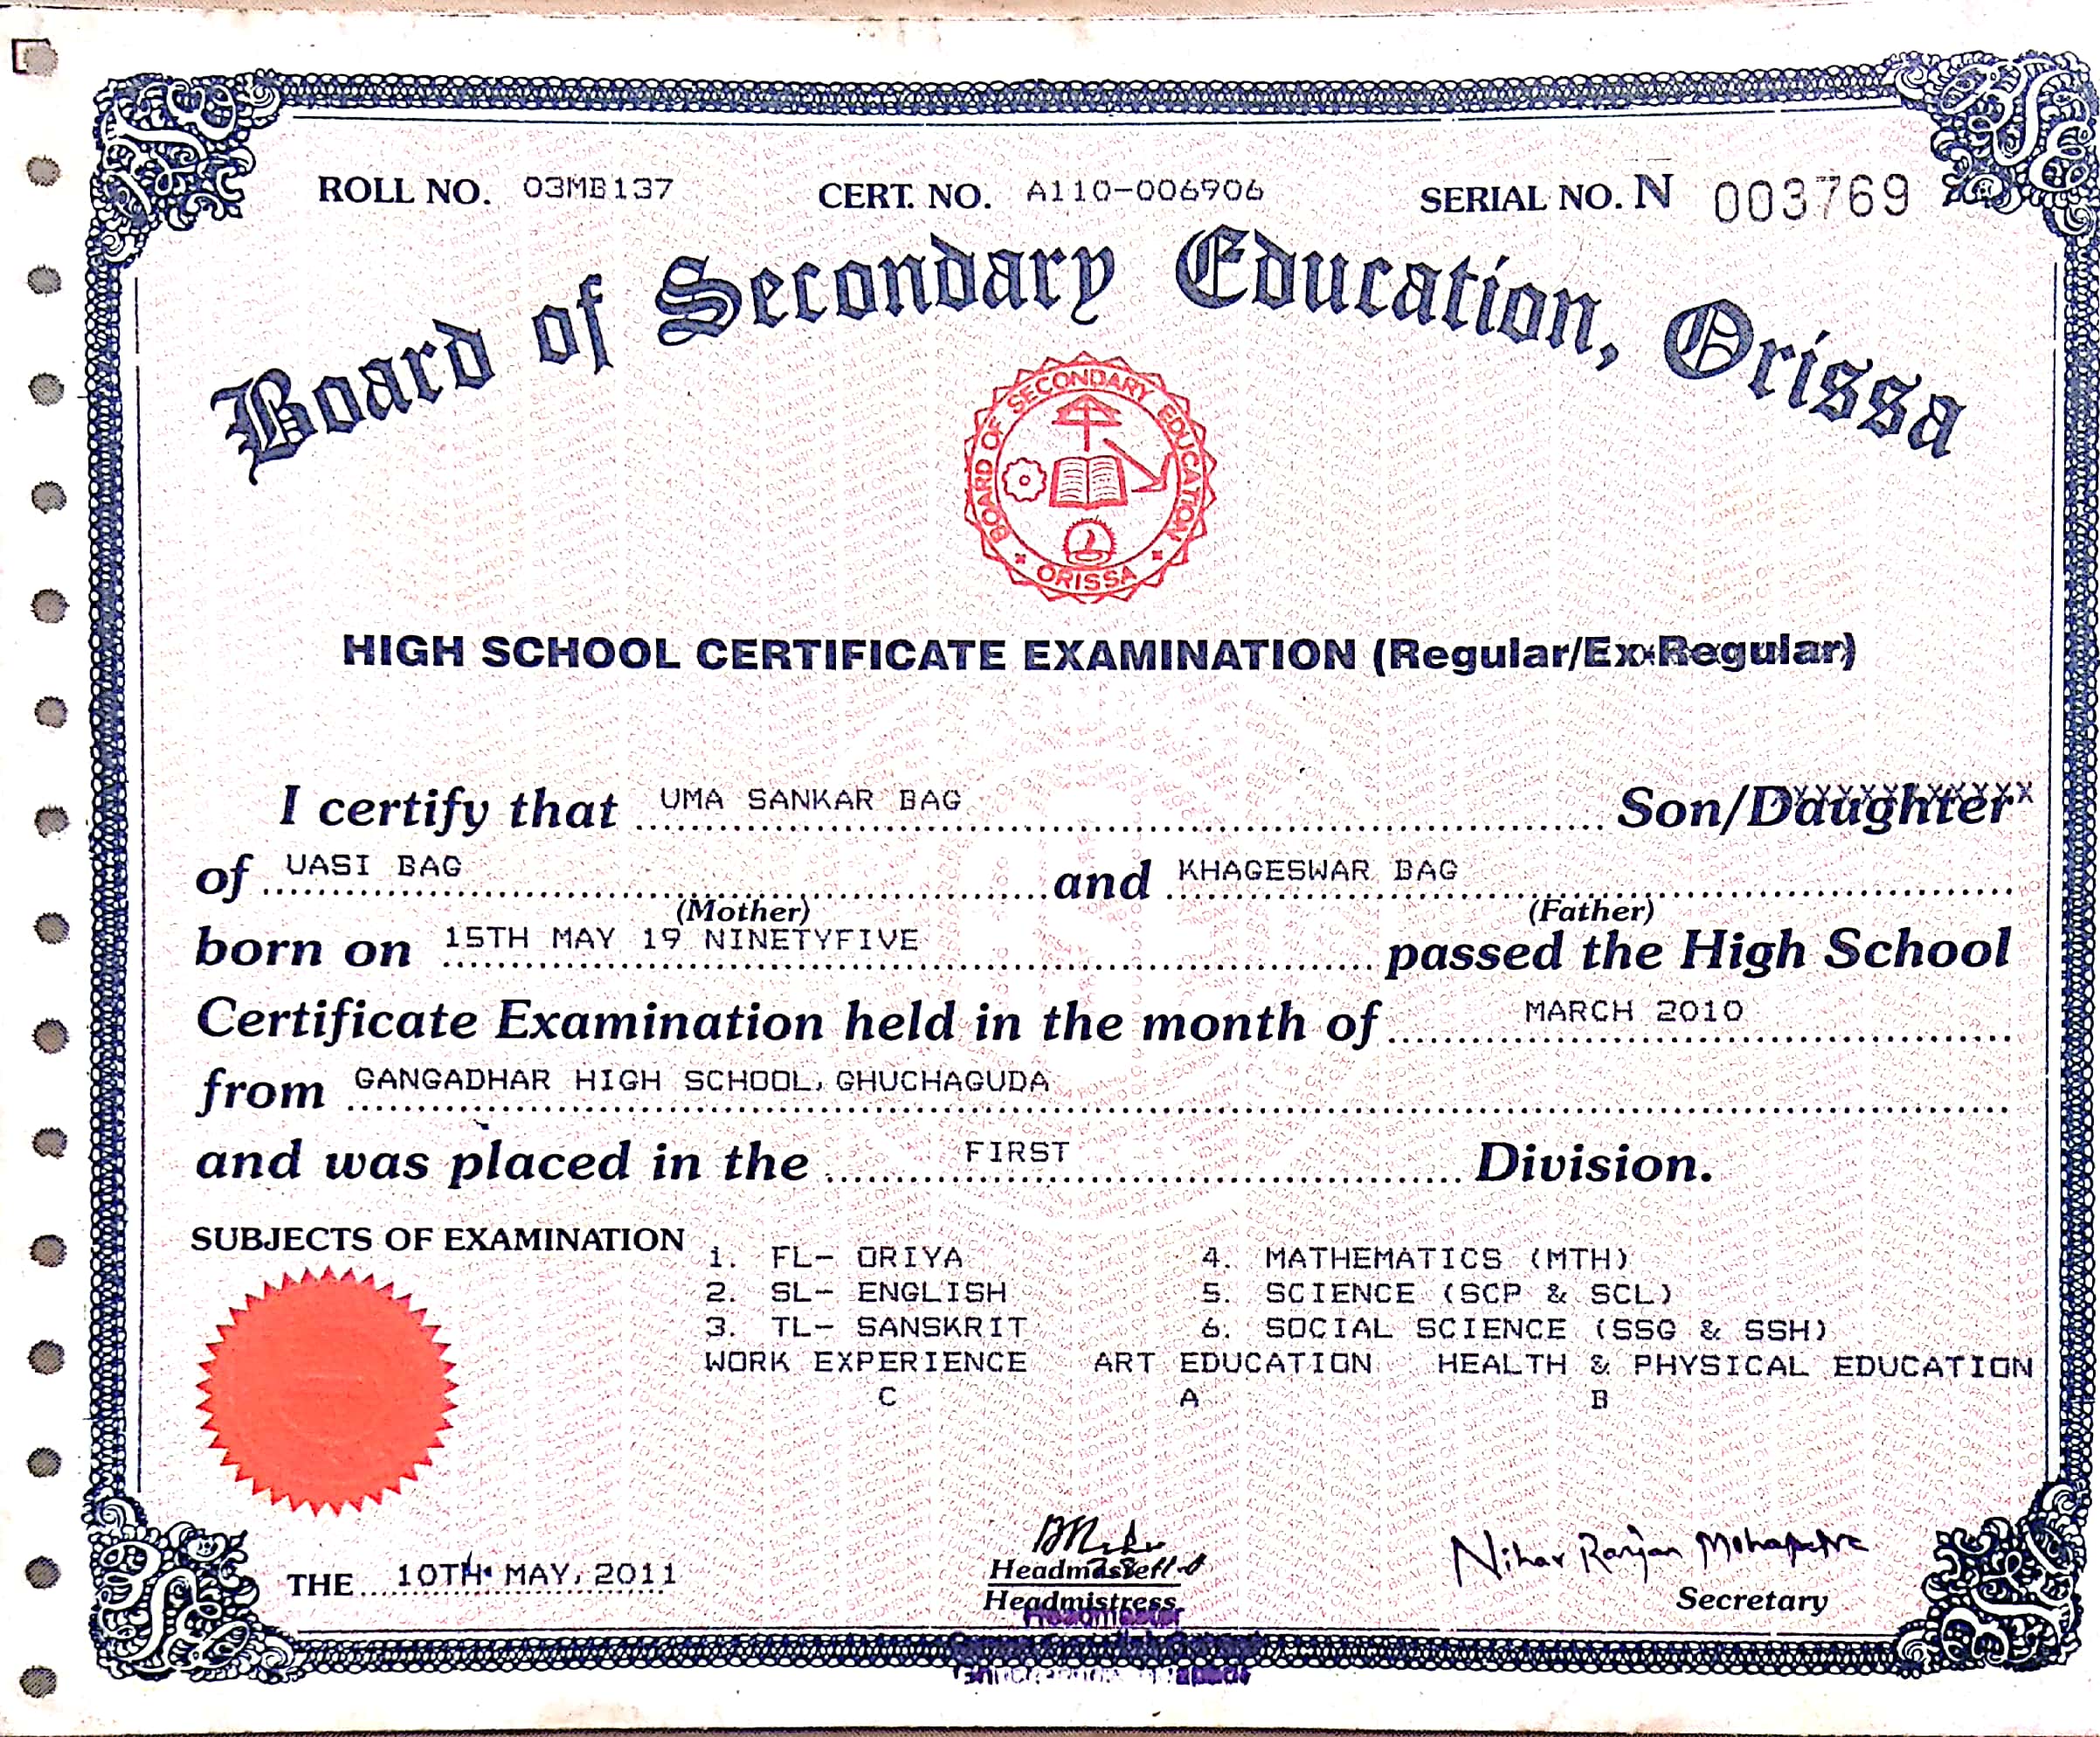 ROLL NO. 03MB137 CERT. NO. A110-006906 SERIAL NO. N 003769
Board of Secondary Education, Orissa
BOARD OF SECONDARY EDUCATION
ORISSA
HIGH SCHOOL CERTIFICATE EXAMINATION (Regular/Ex-Regular)
I certify that UMA SANKAR BAG Son/Daughter
of UASI BAG and KHAGESWAR BAG
(Mother) (Father)
born on 15TH MAY 19 NINETYFIVE passed the High School
Certificate Examination held in the month of MARCH 2010
from GANGADHAR HIGH SCHOOL, GHUCHAGUDA
and was placed in the FIRST Division.
SUBJECTS OF EXAMINATION
1. FL- ORIYA 4. MATHEMATICS (MTH)
2. SL- ENGLISH 5. SCIENCE (SCP & SCL)
3. TL- SANSKRIT 6. SOCIAL SCIENCE (SSG & SSH)
WORK EXPERIENCE ART EDUCATION HEALTH & PHYSICAL EDUCATION
C A B
Nihar Ranjan Mohapatra
THE 10TH MAY, 2011 Headmaster
Headmistress Secretary
Headmaster